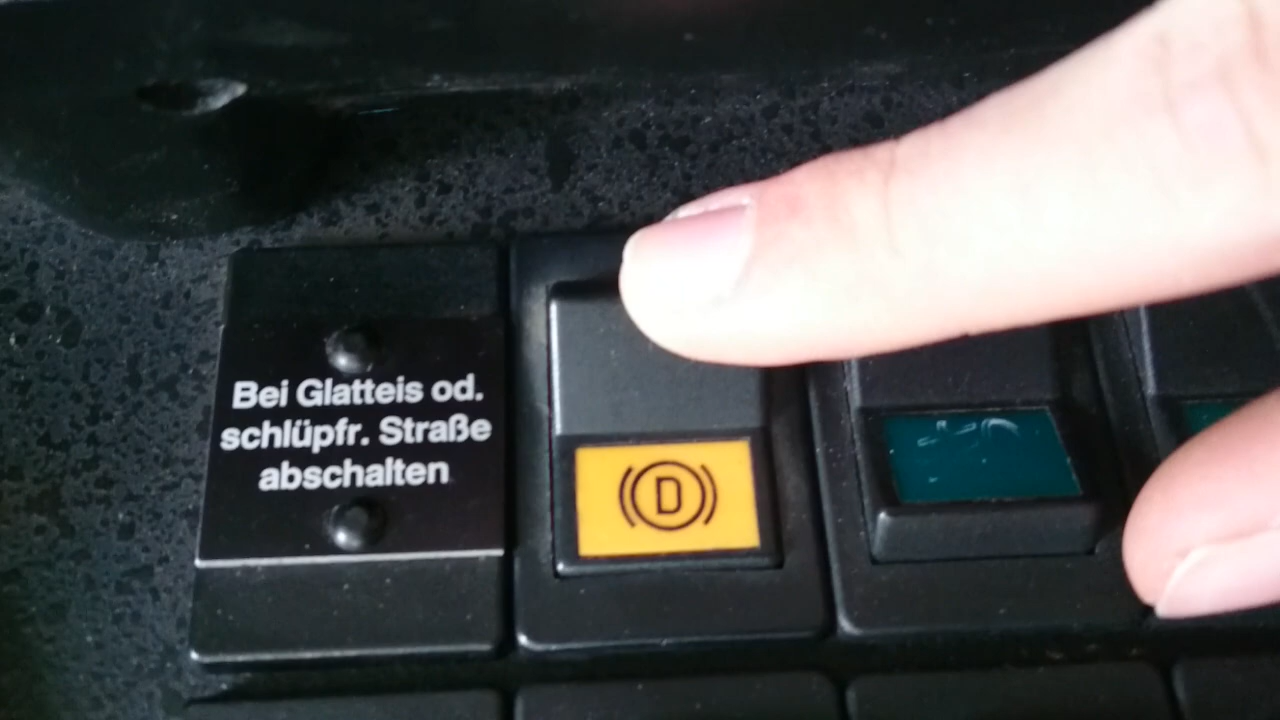 Bei Glatteis od.
schlüpfr. Straße
abschalten
D